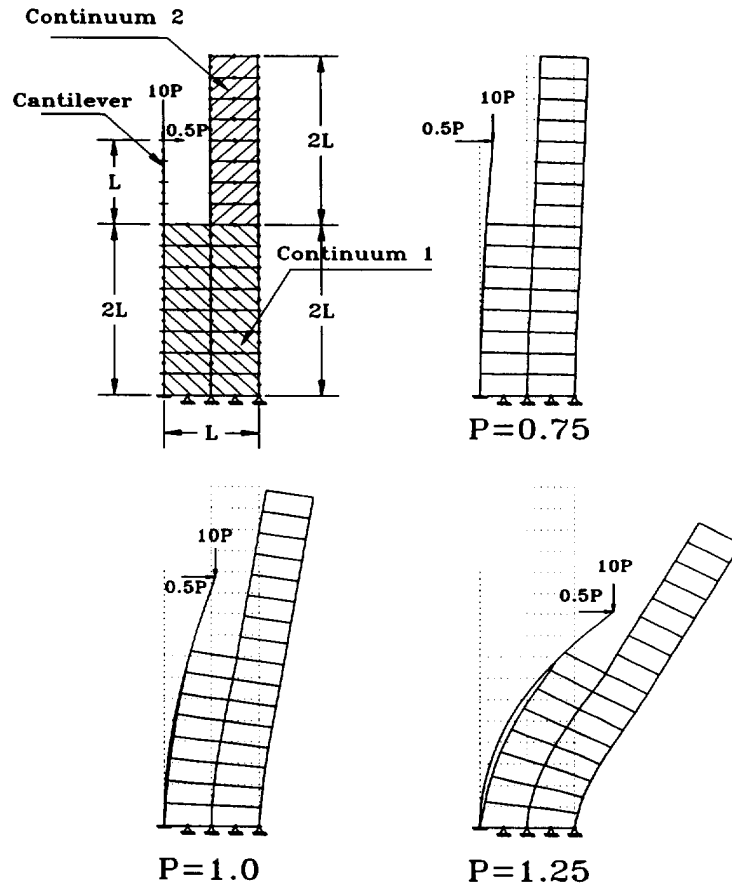 Continuum 2
Cantilever
10P
0.5P
L
2L
Continuum 1
2L
2L
L
10P
0.5P
P=0.75
10P
0.5P
P=1.0
10P
0.5P
P=1.25